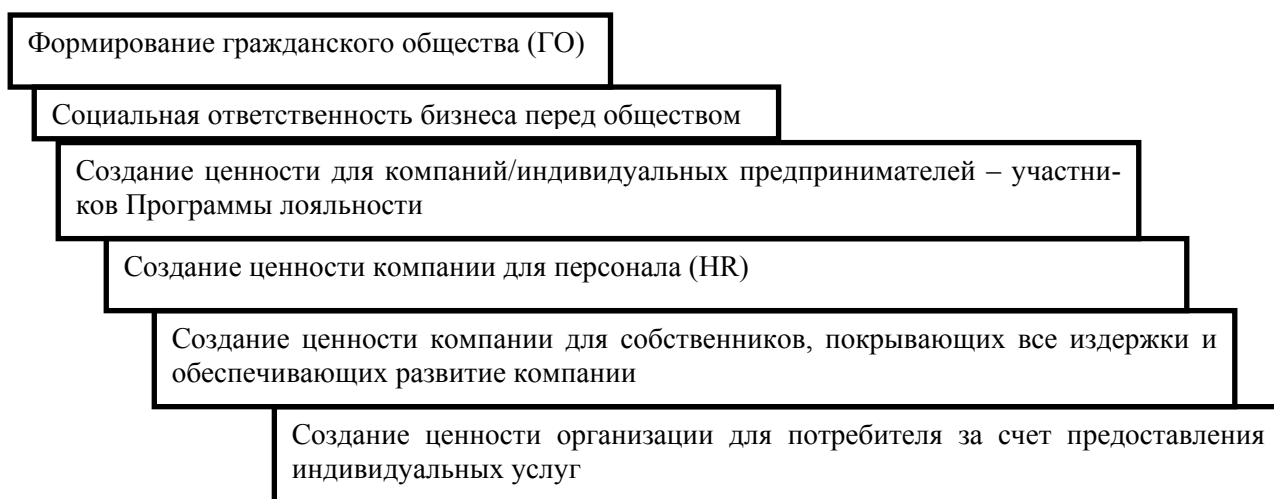 Формирование гражданского общества (ГО)
Социальная ответственность бизнеса перед обществом
Создание ценности для компаний/индивидуальных предпринимателей – участни-
ков Программы лояльности
Создание ценности компании для персонала (HR)
Создание ценности компании для собственников, покрывающих все издержки и
обеспечивающих развитие компании
Создание ценности организации для потребителя за счет предоставления
индивидуальных услуг